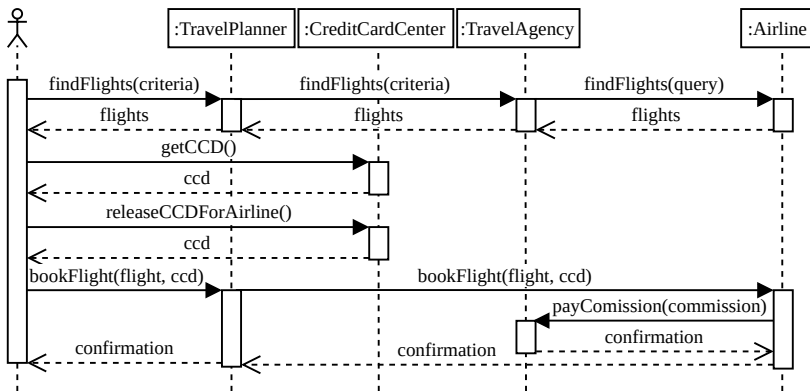 :TravelPlanner :CreditCardCenter :TravelAgency :Airline
findFlights(criteria) findFlights(criteria) findFlights(query)
flights flights flights
getCCD()
ccd
releaseCCDForAirline()
ccd
bookFlight(flight, ccd) bookFlight(flight, ccd)
payComission(commission)
confirmation
confirmation confirmation